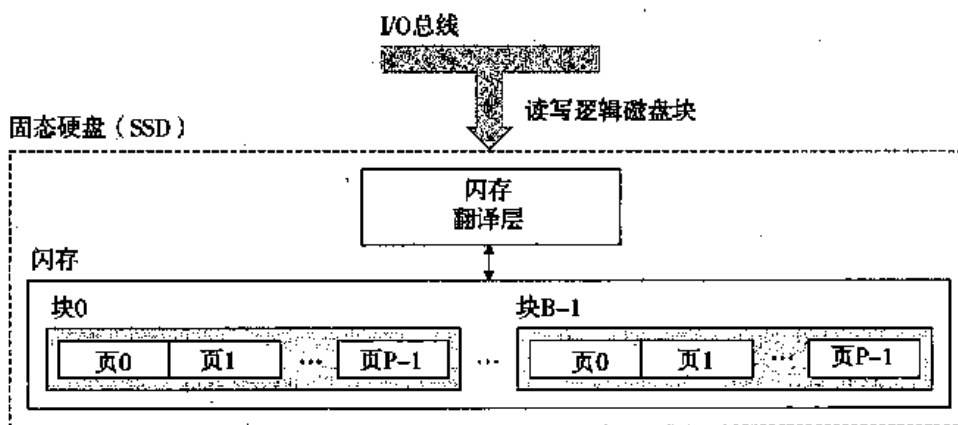 I/O总线
读写逻辑磁盘块
固态硬盘（SSD）
闪存
翻译层
闪存
块0
块B-1
页0 页1 … 页P-1 … 页0 页1 … 页P-1